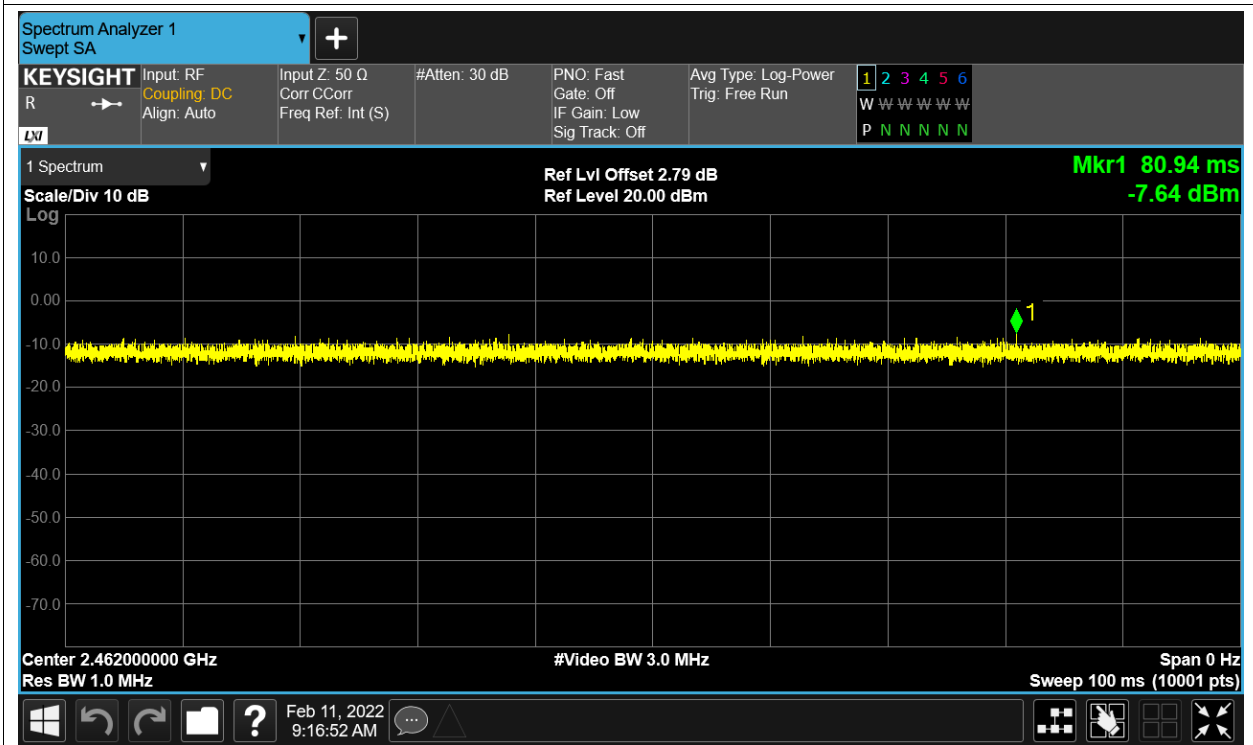 Spectrum Analyzer 1
Swept SA
KEYSIGHT
R
LXI
Input: RF
Coupling: DC
Align: Auto
Input Z: 50 Ω
Corr CCorr
Freq Ref: Int (S)
#Atten: 30 dB
PNO: Fast
Gate: Off
IF Gain: Low
Sig Track: Off
Avg Type: Log-Power
Trig: Free Run
1 2 3 4 5 6
W W W W W W
P N N N N N
1 Spectrum
Scale/Div 10 dB
Ref Lvl Offset 2.79 dB
Ref Level 20.00 dBm
Mkr1 80.94 ms
-7.64 dBm
Log
10.0
0.00
-10.0
-20.0
-30.0
-40.0
-50.0
-60.0
-70.0
1
Center 2.462000000 GHz
Res BW 1.0 MHz
#Video BW 3.0 MHz
Span 0 Hz
Sweep 100 ms (10001 pts)
?
Feb 11, 2022
9:16:52 AM